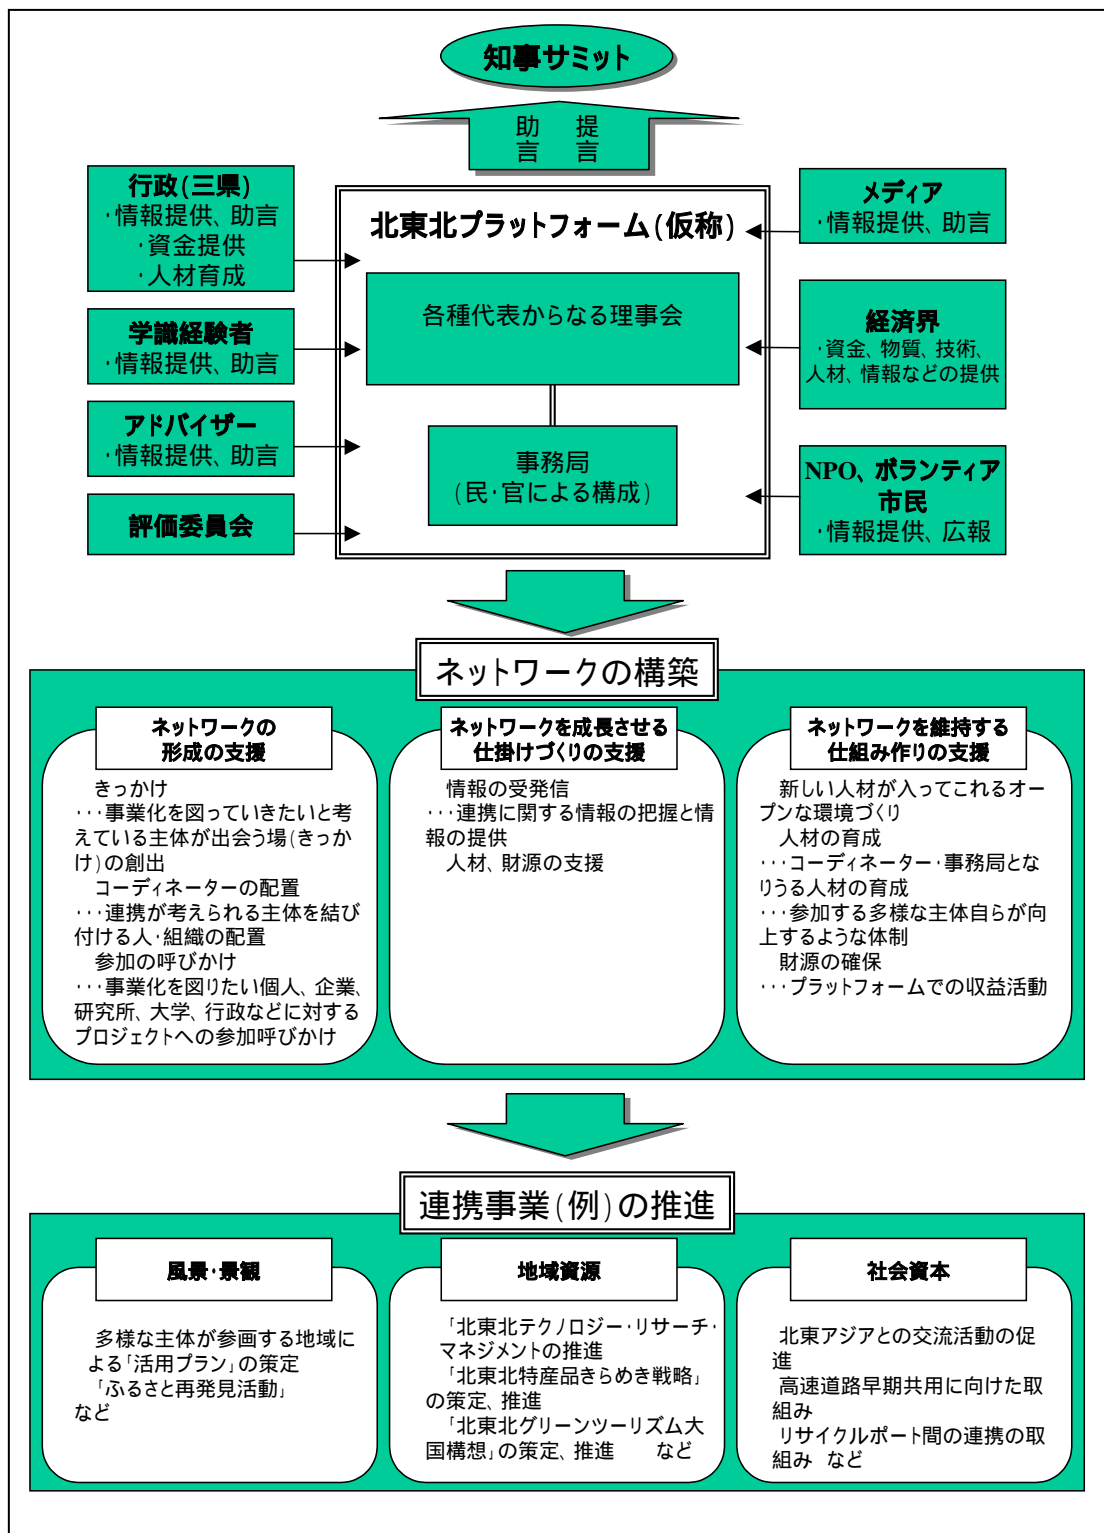 知事サミット
助 提
言 言
行政(三県)
・情報提供、助言
・資金提供
・人材育成
学識経験者
・情報提供、助言
アドバイザー
・情報提供、助言
評価委員会
北東北プラットフォーム(仮称)
各種代表からなる理事会
事務局
(民・官による構成)
メディア
・情報提供、助言
経済界
・資金、物質、技術、
人材、情報などの提供
NPO、ボランティア
市民
・情報提供、広報
ネットワークの構築
ネットワークの
形成の支援
きっかけ
・・・事業化を図っていきたいと考
えている主体が出会う場(きっか
け)の創出
コーディネーターの配置
・・・連携が考えられる主体を結び
付ける人・組織の配置
参加の呼びかけ
・・・事業化を図りたい個人、企業、
研究所、大学、行政などに対する
プロジェクトへの参加呼びかけ
ネットワークを成長させる
仕掛けづくりの支援
情報の受発信
・・・連携に関する情報の把握と情
報の提供
人材、財源の支援
ネットワークを維持する
仕組み作りの支援
新しい人材が入ってこれるオー
プンな環境づくり
人材の育成
・・・コーディネーター・事務局とな
りうる人材の育成
・・・参加する多様な主体自らが向
上するような体制
財源の確保
・・・プラットフォームでの収益活動
連携事業(例)の推進
風景・景観
多様な主体が参画する地域に
よる「活用プラン」の策定
「ふるさと再発見活動」
など
地域資源
「北東北テクノロジー・リサーチ・
マネジメントの推進
「北東北特産品きらめき戦略」
の策定、推進
「北東北グリーンツーリズム大
国構想」の策定、推進 など
社会資本
北東アジアとの交流活動の促
進
高速道路早期共用に向けた取
組み
リサイクルポート間の連携の取
組み など